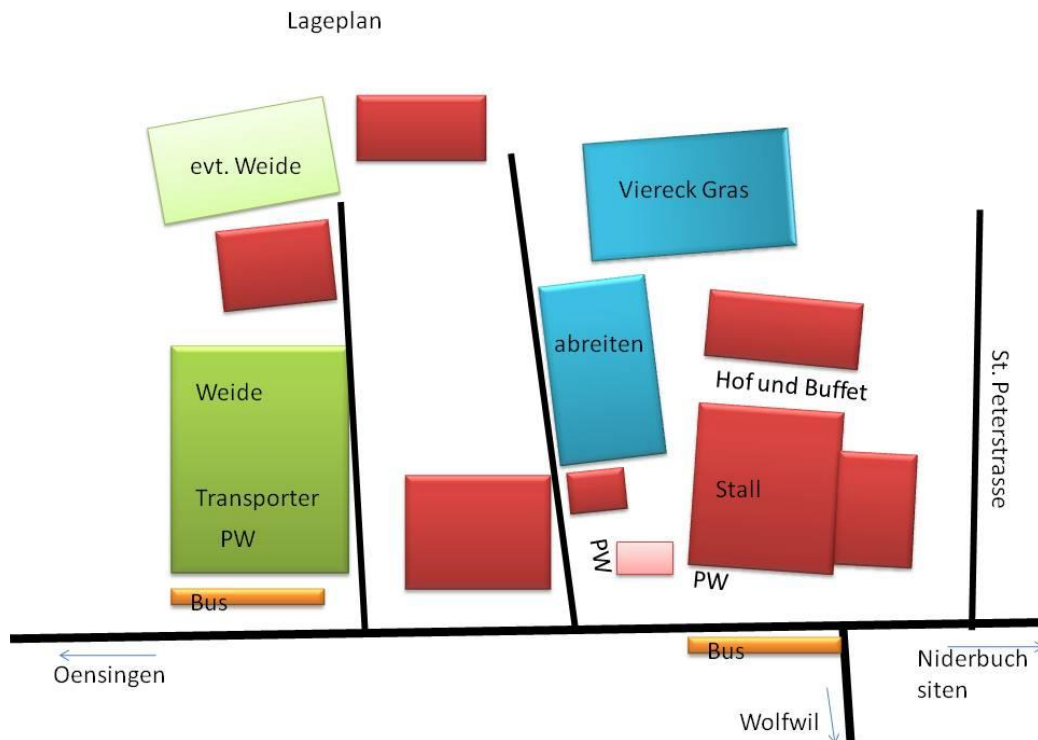 Lageplan
evt. Weide
Viereck Gras
abreiten
Hof und Buffet
St. Peterstrasse
Weide
Transporter
PW
Stall
PW
PW
Bus
Bus
Oensingen
Niderbuch
siten
Wolfwil